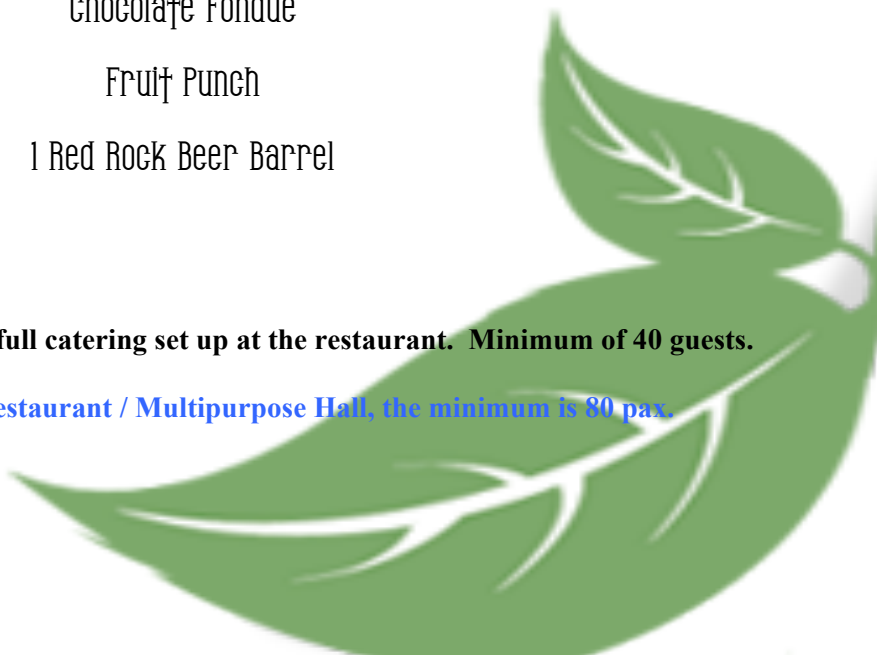 Chocolate Fondue
Fruit Punch
1 Red Rock Beer Barrel
full catering set up at the restaurant.  Minimum of 40 guests.
estaurant / Multipurpose Hall, the minimum is 80 pax.